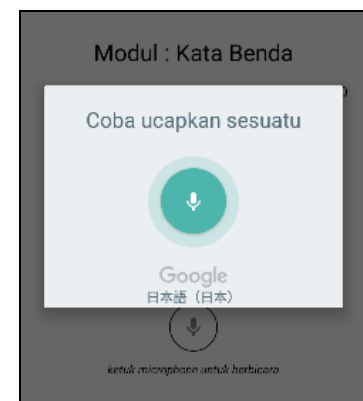 Modul : Kata Benda
Coba ucapkan sesuatu
Google
日本語（日本）
ketuk microphone untuk berbicara